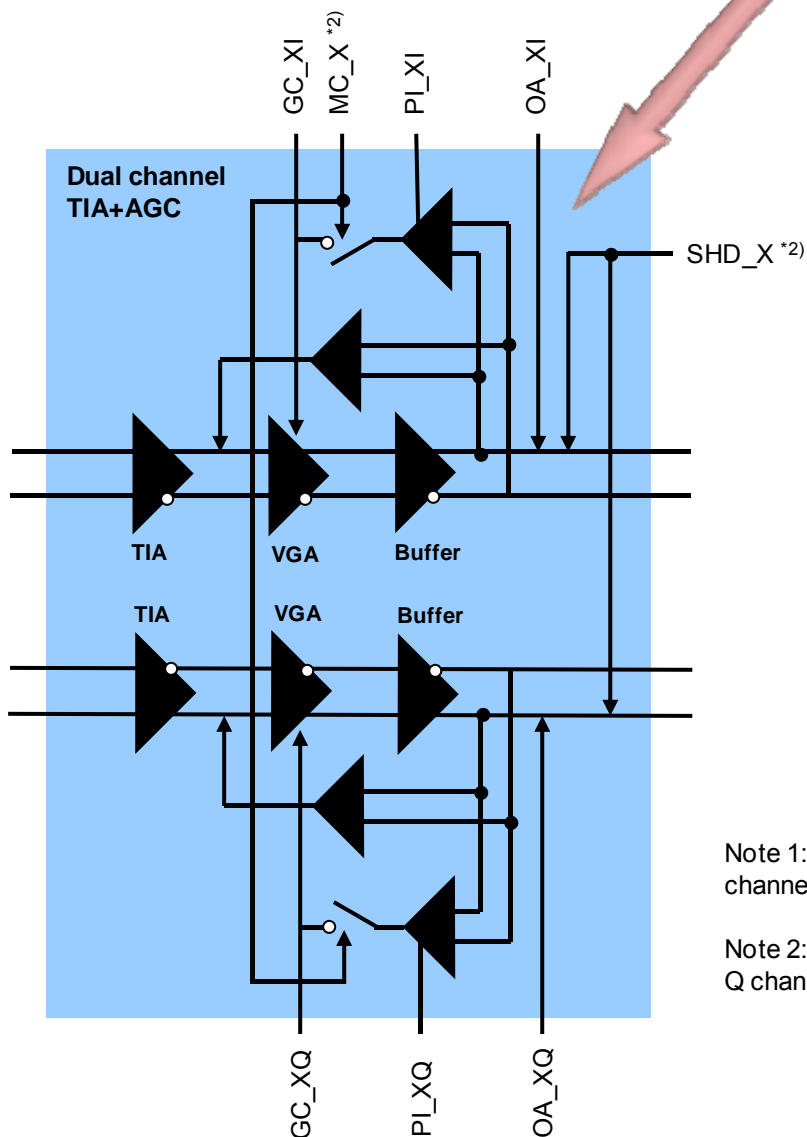 GC_XI
MC_X *2)
PI_XI
OA_XI
Dual channel
TIA+AGC
SHD_X *2)
TIA
VGA
Buffer
TIA
VGA
Buffer
Note 1:
channe
Note 2:
Q chan
GC_XQ
PI_XQ
OA_XQ